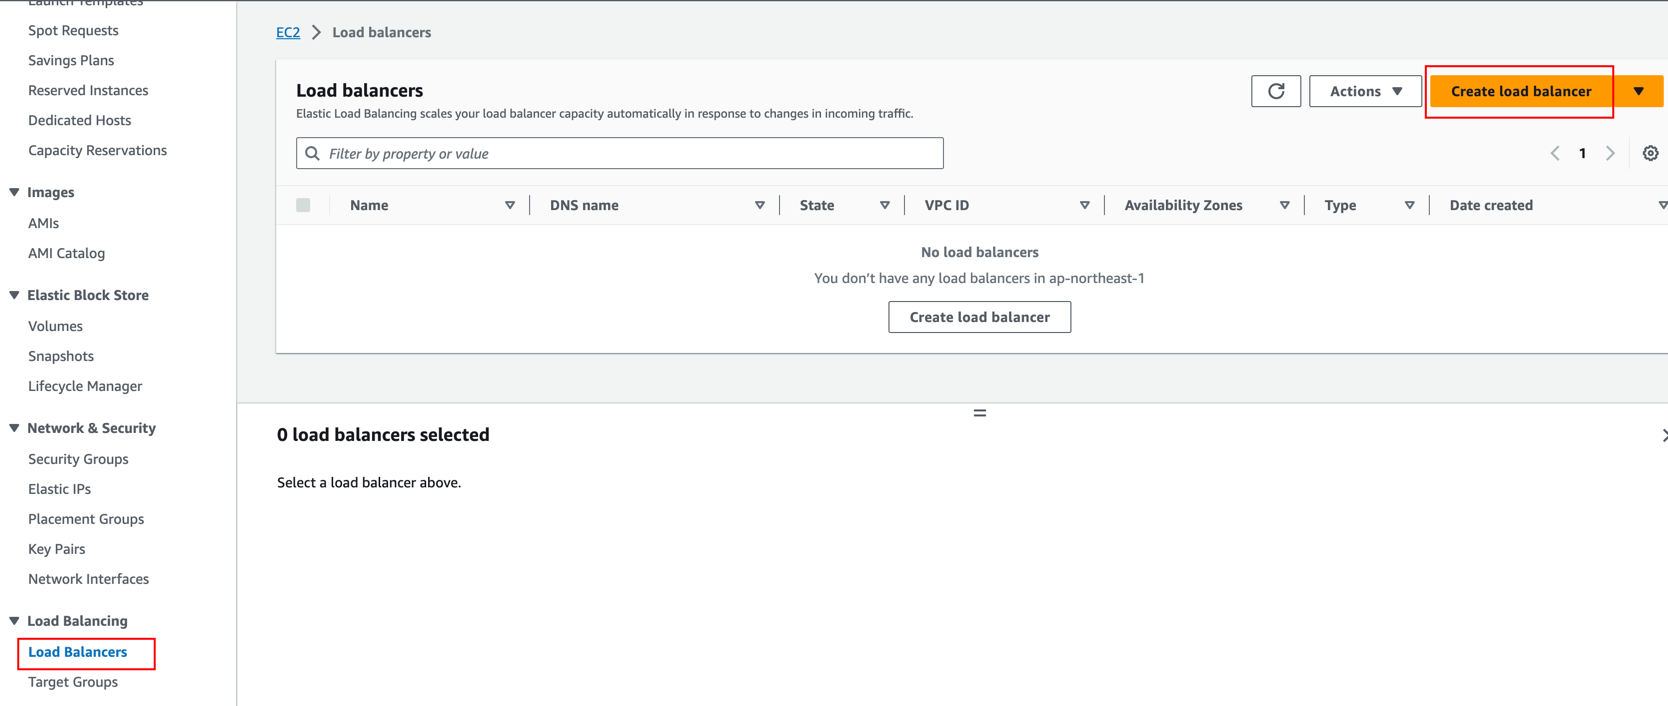 Launch Templates
Spot Requests
Savings Plans
Reserved Instances
Dedicated Hosts
Capacity Reservations
Images
AMIs
AMI Catalog
Elastic Block Store
Volumes
Snapshots
Lifecycle Manager
Network & Security
Security Groups
Elastic IPs
Placement Groups
Key Pairs
Network Interfaces
Load Balancing
Load Balancers
Target Groups
EC2 > Load balancers
Load balancers
Elastic Load Balancing scales your load balancer capacity automatically in response to changes in incoming traffic.
Actions
Create load balancer
Filter by property or value
1
Name DNS name State VPC ID Availability Zones Type Date created
No load balancers
You don’t have any load balancers in ap-northeast-1
Create load balancer
0 load balancers selected
Select a load balancer above.